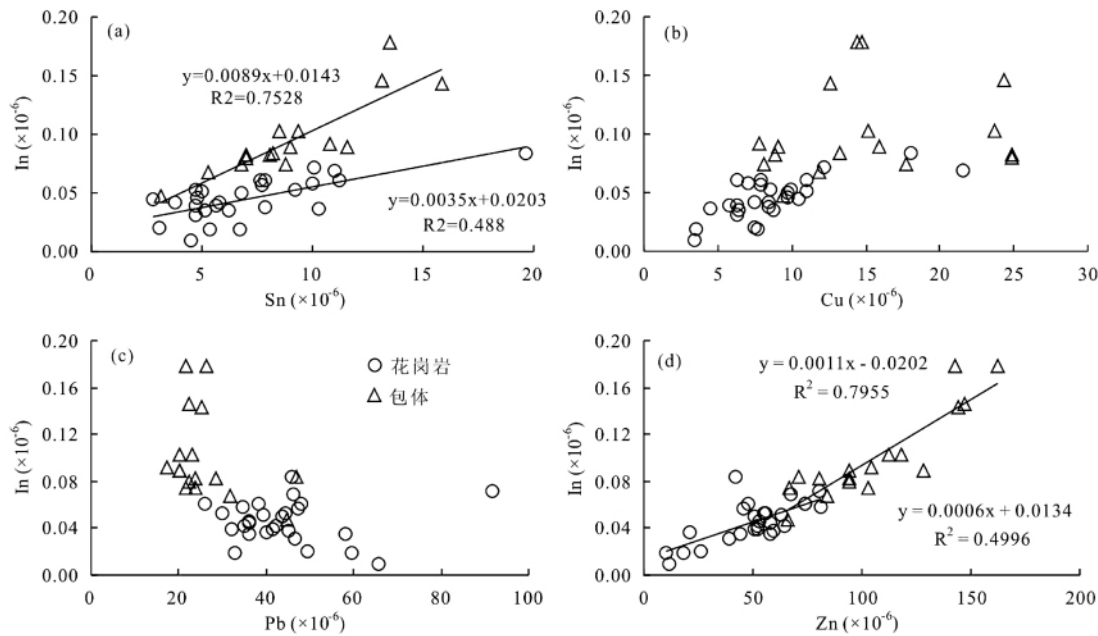 (a)
In (×10⁻⁶)
0.20
0.15
0.10
0.05
0.00
y=0.0089x+0.0143
R2=0.7528
y=0.0035x+0.0203
R2=0.488
0 5 10 15 20
Sn (×10⁻⁶)
(b)
In (×10⁻⁶)
0.20
0.15
0.10
0.05
0.00
0 5 10 15 20 25 30
Cu (×10⁻⁶)
(c)
In (×10⁻⁶)
0.20
0.16
0.12
0.08
0.04
0.00
花岗岩
包体
0 20 40 60 80 100
Pb (×10⁻⁶)
(d)
In (×10⁻⁶)
0.20
0.16
0.12
0.08
0.04
0.00
y = 0.0011x - 0.0202
R² = 0.7955
y = 0.0006x + 0.0134
R² = 0.4996
0 50 100 150 200
Zn (×10⁻⁶)